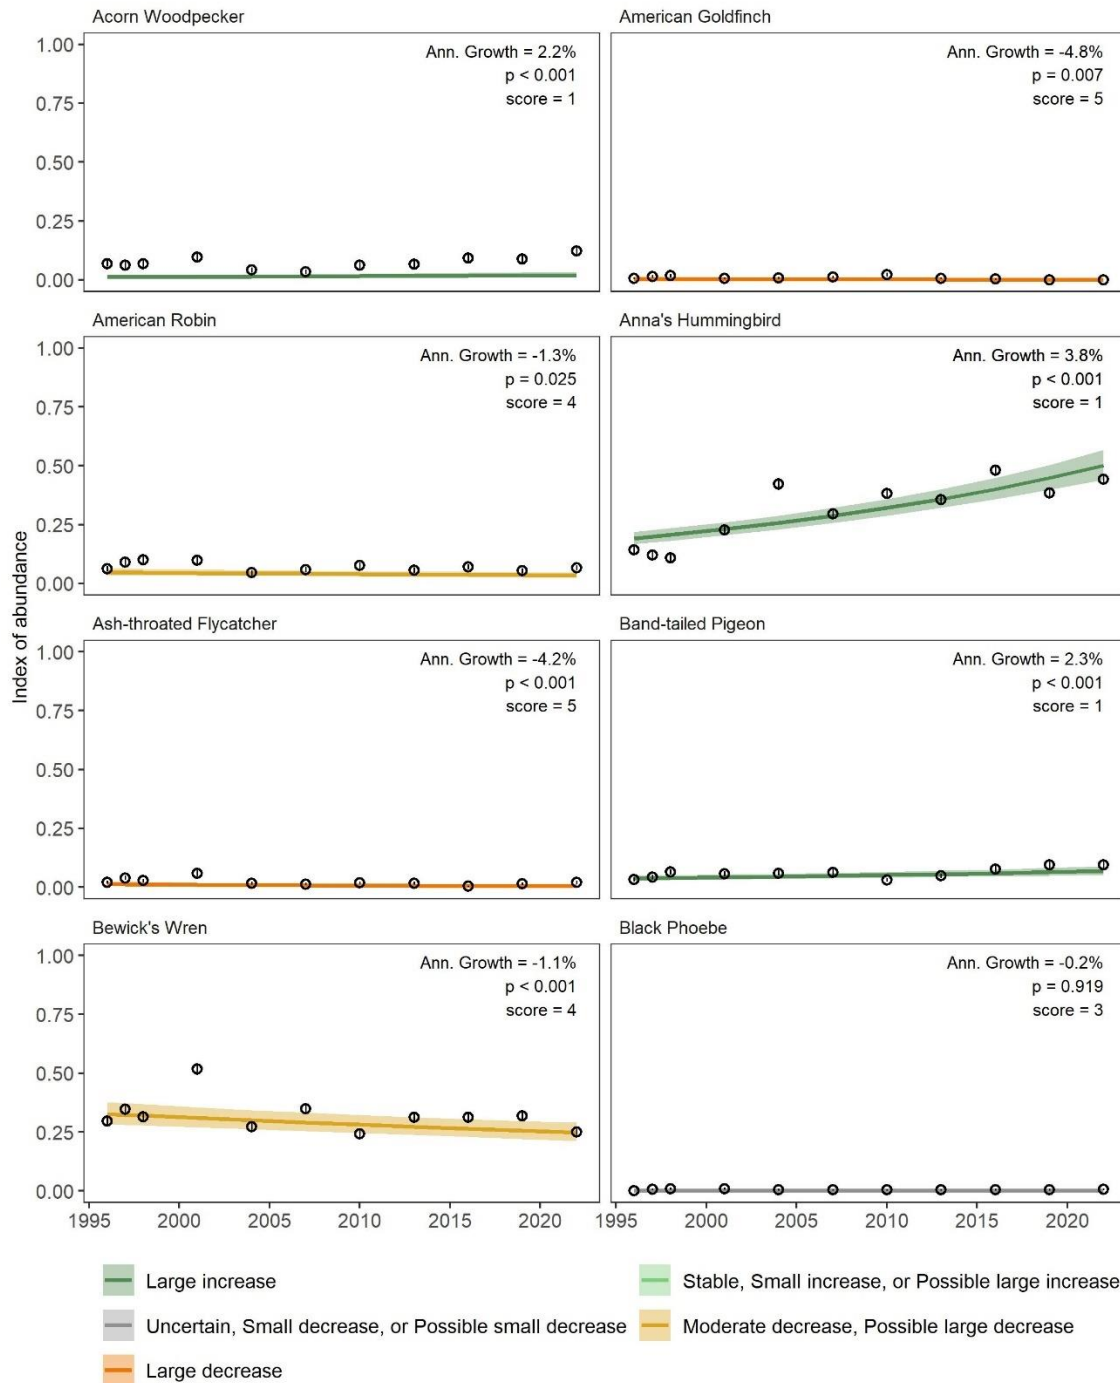 Acorn Woodpecker
American Goldfinch
1.00
0.75
0.50
0.25
0.00
Ann. Growth = 2.2%
p < 0.001
score = 1
Ann. Growth = -4.8%
p = 0.007
score = 5
American Robin
Anna's Hummingbird
1.00
0.75
0.50
0.25
0.00
Ann. Growth = -1.3%
p = 0.025
score = 4
Ann. Growth = 3.8%
p < 0.001
score = 1
Index of abundance
Ash-throated Flycatcher
Band-tailed Pigeon
1.00
0.75
0.50
0.25
0.00
Ann. Growth = -4.2%
p < 0.001
score = 5
Ann. Growth = 2.3%
p < 0.001
score = 1
Bewick's Wren
Black Phoebe
1.00
0.75
0.50
0.25
0.00
Ann. Growth = -1.1%
p < 0.001
score = 4
Ann. Growth = -0.2%
p = 0.919
score = 3
1995 2000 2005 2010 2015 2020
1995 2000 2005 2010 2015 2020
Large increase
Stable, Small increase, or Possible large increase
Uncertain, Small decrease, or Possible small decrease
Moderate decrease, Possible large decrease
Large decrease